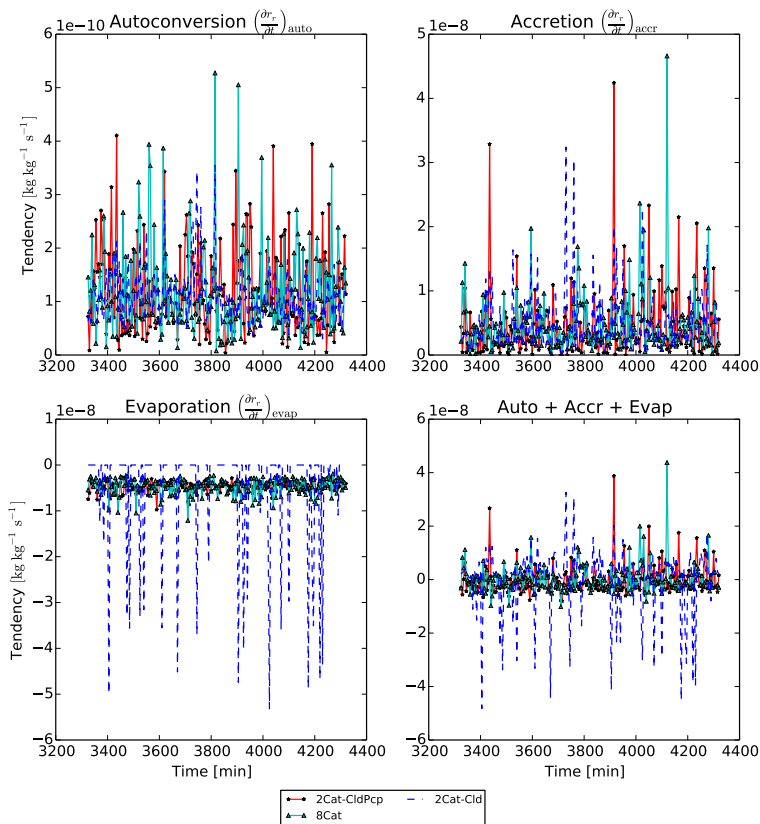 Autoconversion (∂r_r/∂t)_auto
1e−10
6
5
4
3
2
1
0
Tendency [kg kg⁻¹ s⁻¹]
3200 3400 3600 3800 4000 4200 4400
Accretion (∂r_r/∂t)_accr
1e−8
5
4
3
2
1
0
3200 3400 3600 3800 4000 4200 4400
Evaporation (∂r_r/∂t)_evap
1e−8
1
0
−1
−2
−3
−4
−5
−6
Tendency [kg kg⁻¹ s⁻¹]
3200 3400 3600 3800 4000 4200 4400
Time [min]
Auto + Accr + Evap
1e−8
6
4
2
0
−2
−4
−6
3200 3400 3600 3800 4000 4200 4400
Time [min]
2Cat-CldPcp
8Cat
2Cat-Cld